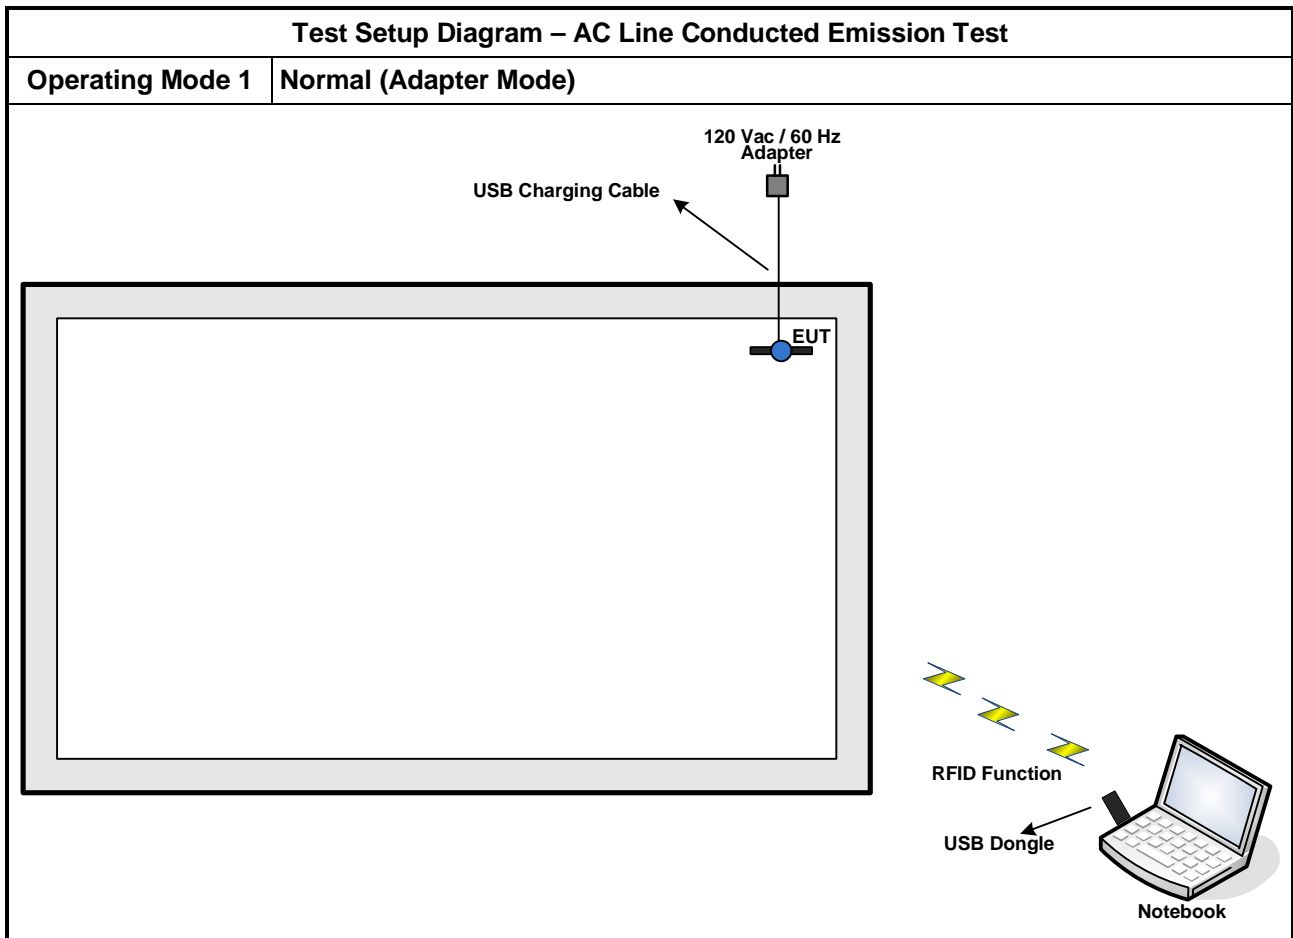 Test Setup Diagram – AC Line Conducted Emission Test
Operating Mode 1
Normal (Adapter Mode)
120 Vac / 60 Hz
Adapter
USB Charging Cable
EUT
RFID Function
USB Dongle
Notebook